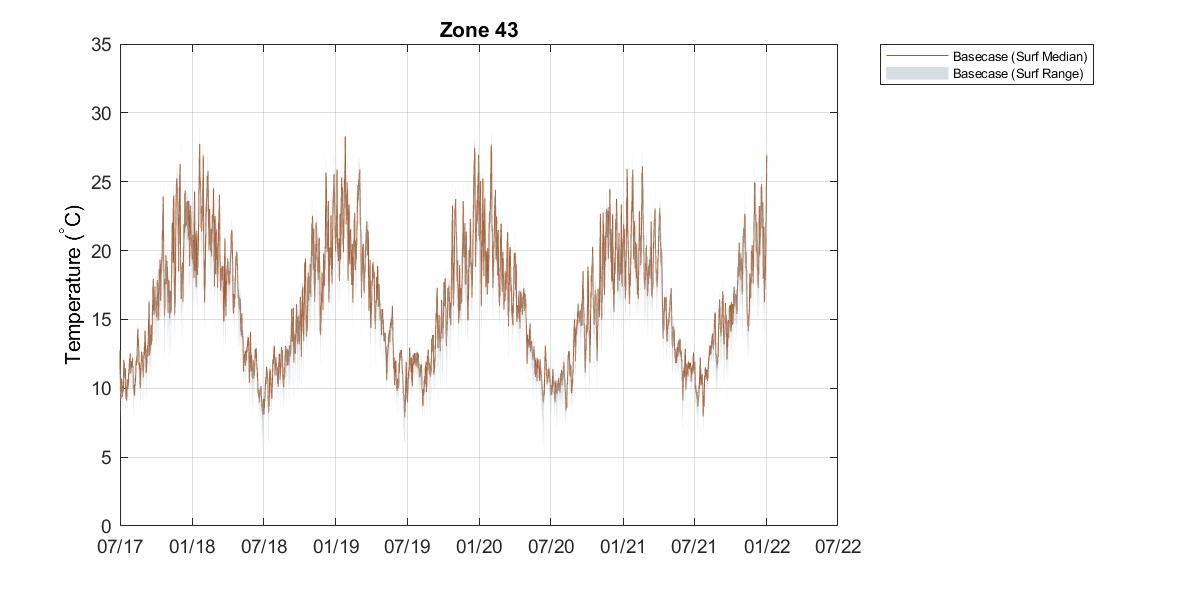 Zone 43
Basecase (Surf Median)
Basecase (Surf Range)
Temperature (°C)
35
30
25
20
15
10
5
0
07/17 01/18 07/18 01/19 07/19 01/20 07/20 01/21 07/21 01/22 07/22